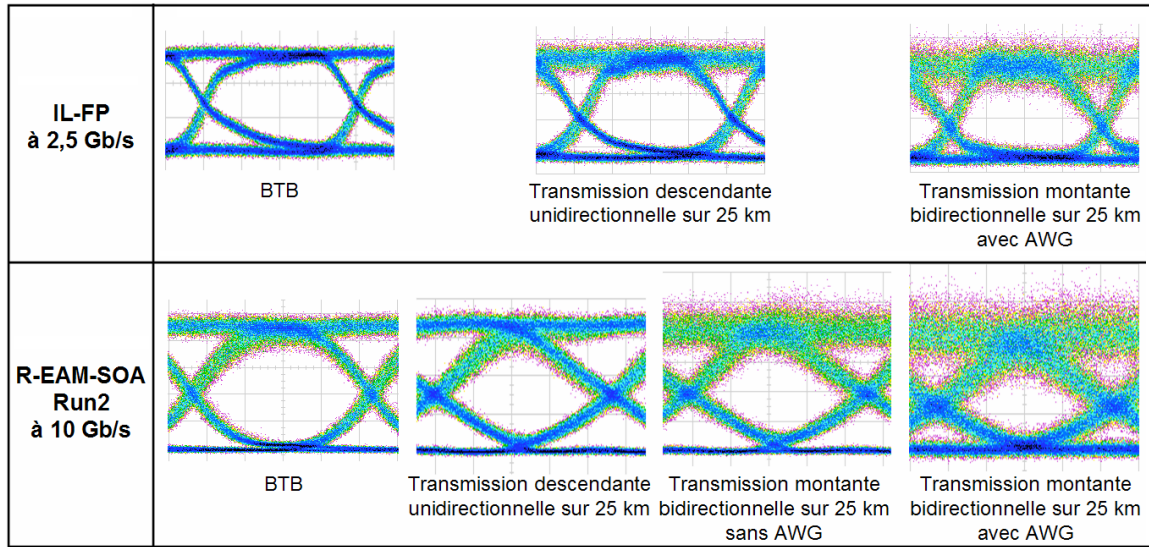 IL-FP
à 2,5 Gb/s
BTB
Transmission descendante
unidirectionnelle sur 25 km
Transmission montante
bidirectionnelle sur 25 km
avec AWG
R-EAM-SOA
Run2
à 10 Gb/s
BTB
Transmission descendante
unidirectionnelle sur 25 km
Transmission montante
bidirectionnelle sur 25 km
sans AWG
Transmission montante
bidirectionnelle sur 25 km
avec AWG